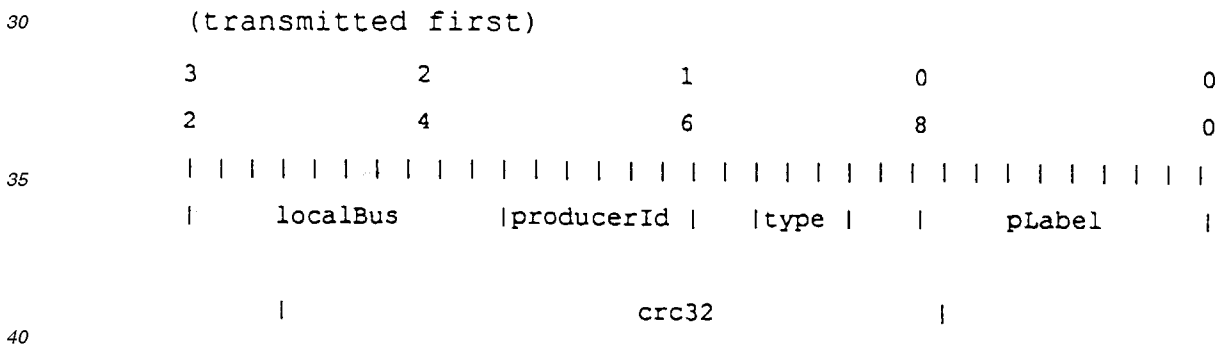 30 (transmitted first)
3 2 1 0 0
2 4 6 8 0
35 | | | | | | | | | | | | | | | | | | | | | | | | | | | | | | | | |
| localBus |producerId | |type | | pLabel |
| crc32 |
40